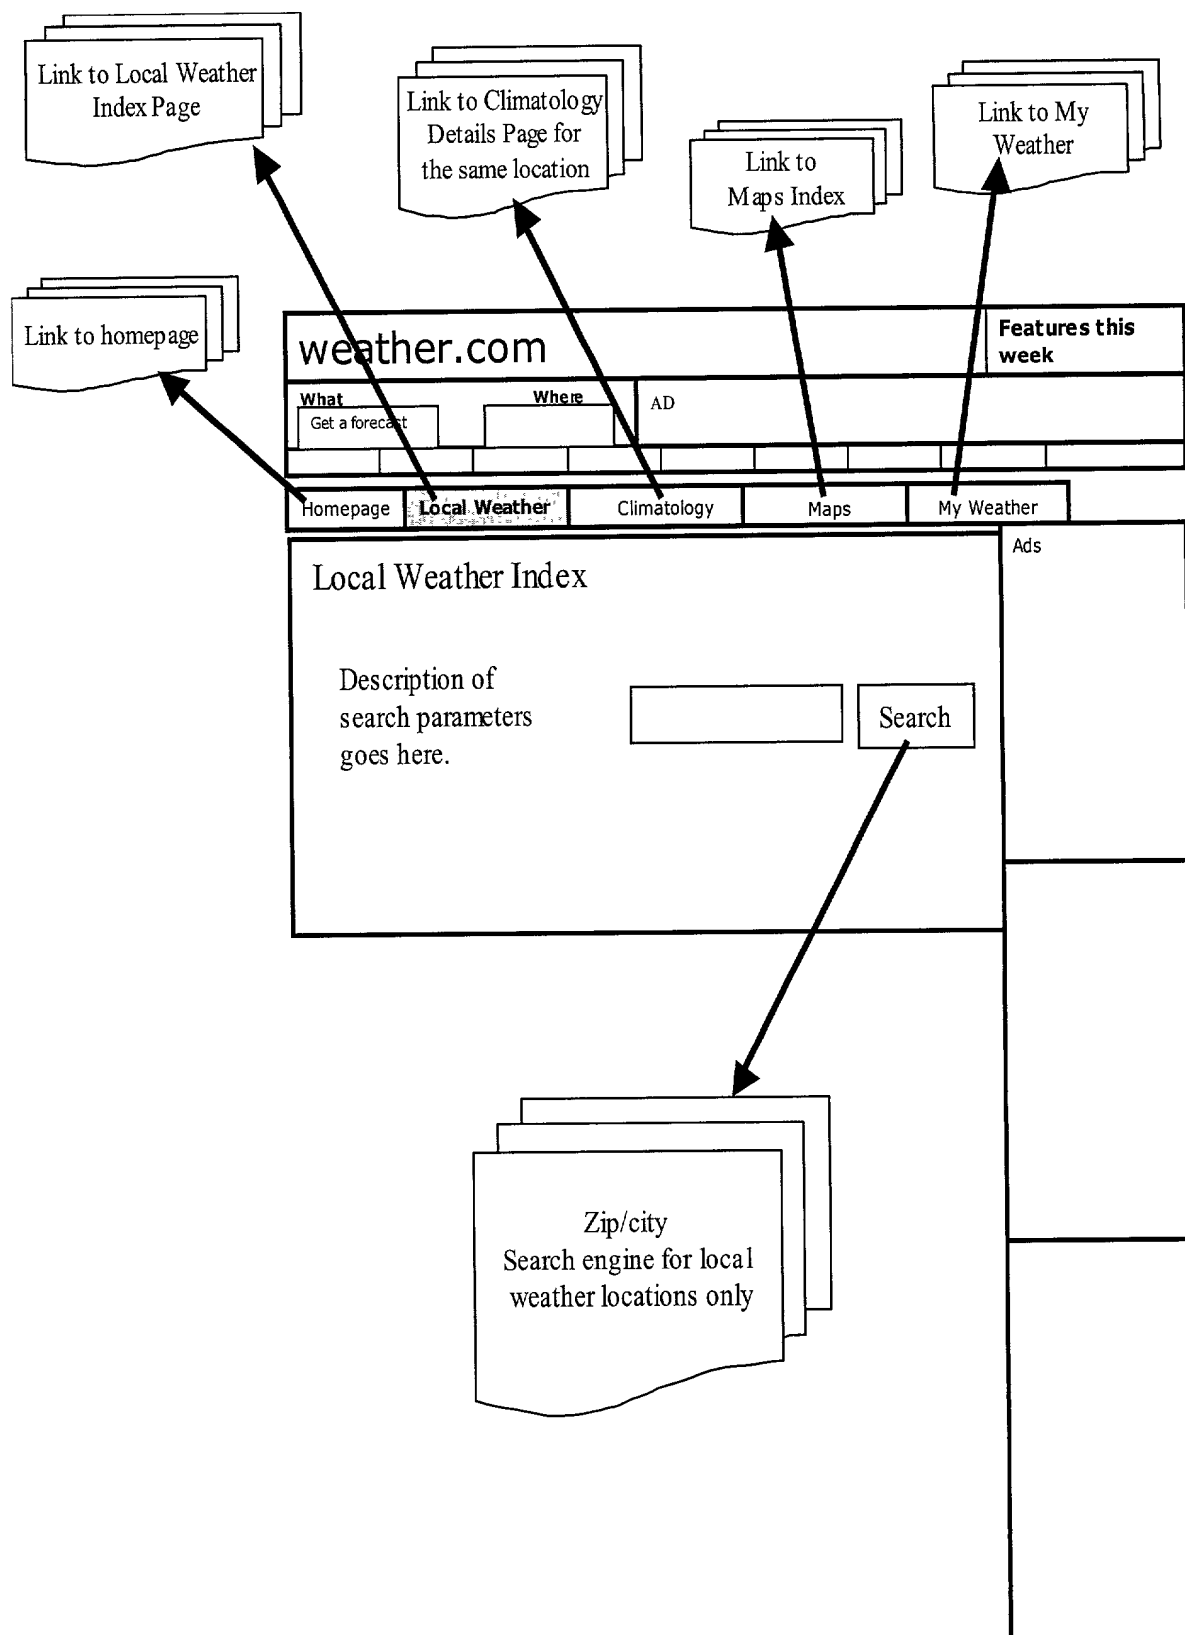 Link to Local Weather
Index Page
Link to Climatology
Details Page for
the same location
Link to
Maps Index
Link to My
Weather
Link to homepage
weather.com
Features this
week
What
Where
AD
Get a forecast
Homepage
Local Weather
Climatology
Maps
My Weather
Ads
Local Weather Index
Description of
search parameters
goes here.
Search
Zip/city
Search engine for local
weather locations only